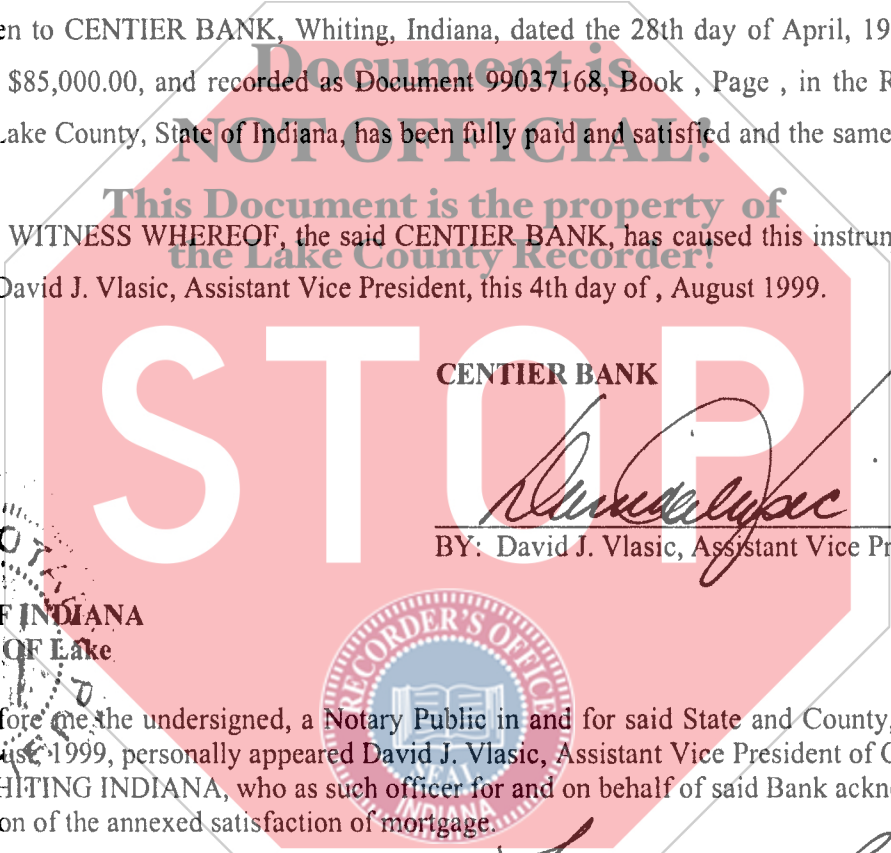 en to CENTIER BANK, Whiting, Indiana, dated the 28th day of April, 19
Document is
$85,000.00, and recorded as Document 99037168, Book , Page , in the R
NOT OFFICIAL!
Lake County, State of Indiana, has been fully paid and satisfied and the same
This Document is the property of
WITNESS WHEREOF, the said CENTIER BANK, has caused this instrum
the Lake County Recorder!
David J. Vlasic, Assistant Vice President, this 4th day of , August 1999.
STOP
CENTIER BANK
BY: David J. Vlasic, Assistant Vice Pr
F INDIANA
OF Lake
RECORDER'S OFFICE
fore me the undersigned, a Notary Public in and for said State and County,
ust, 1999, personally appeared David J. Vlasic, Assistant Vice President of C
SEAL
HITING INDIANA, who as such officer for and on behalf of said Bank ackn
INDIANA
on of the annexed satisfaction of mortgage.